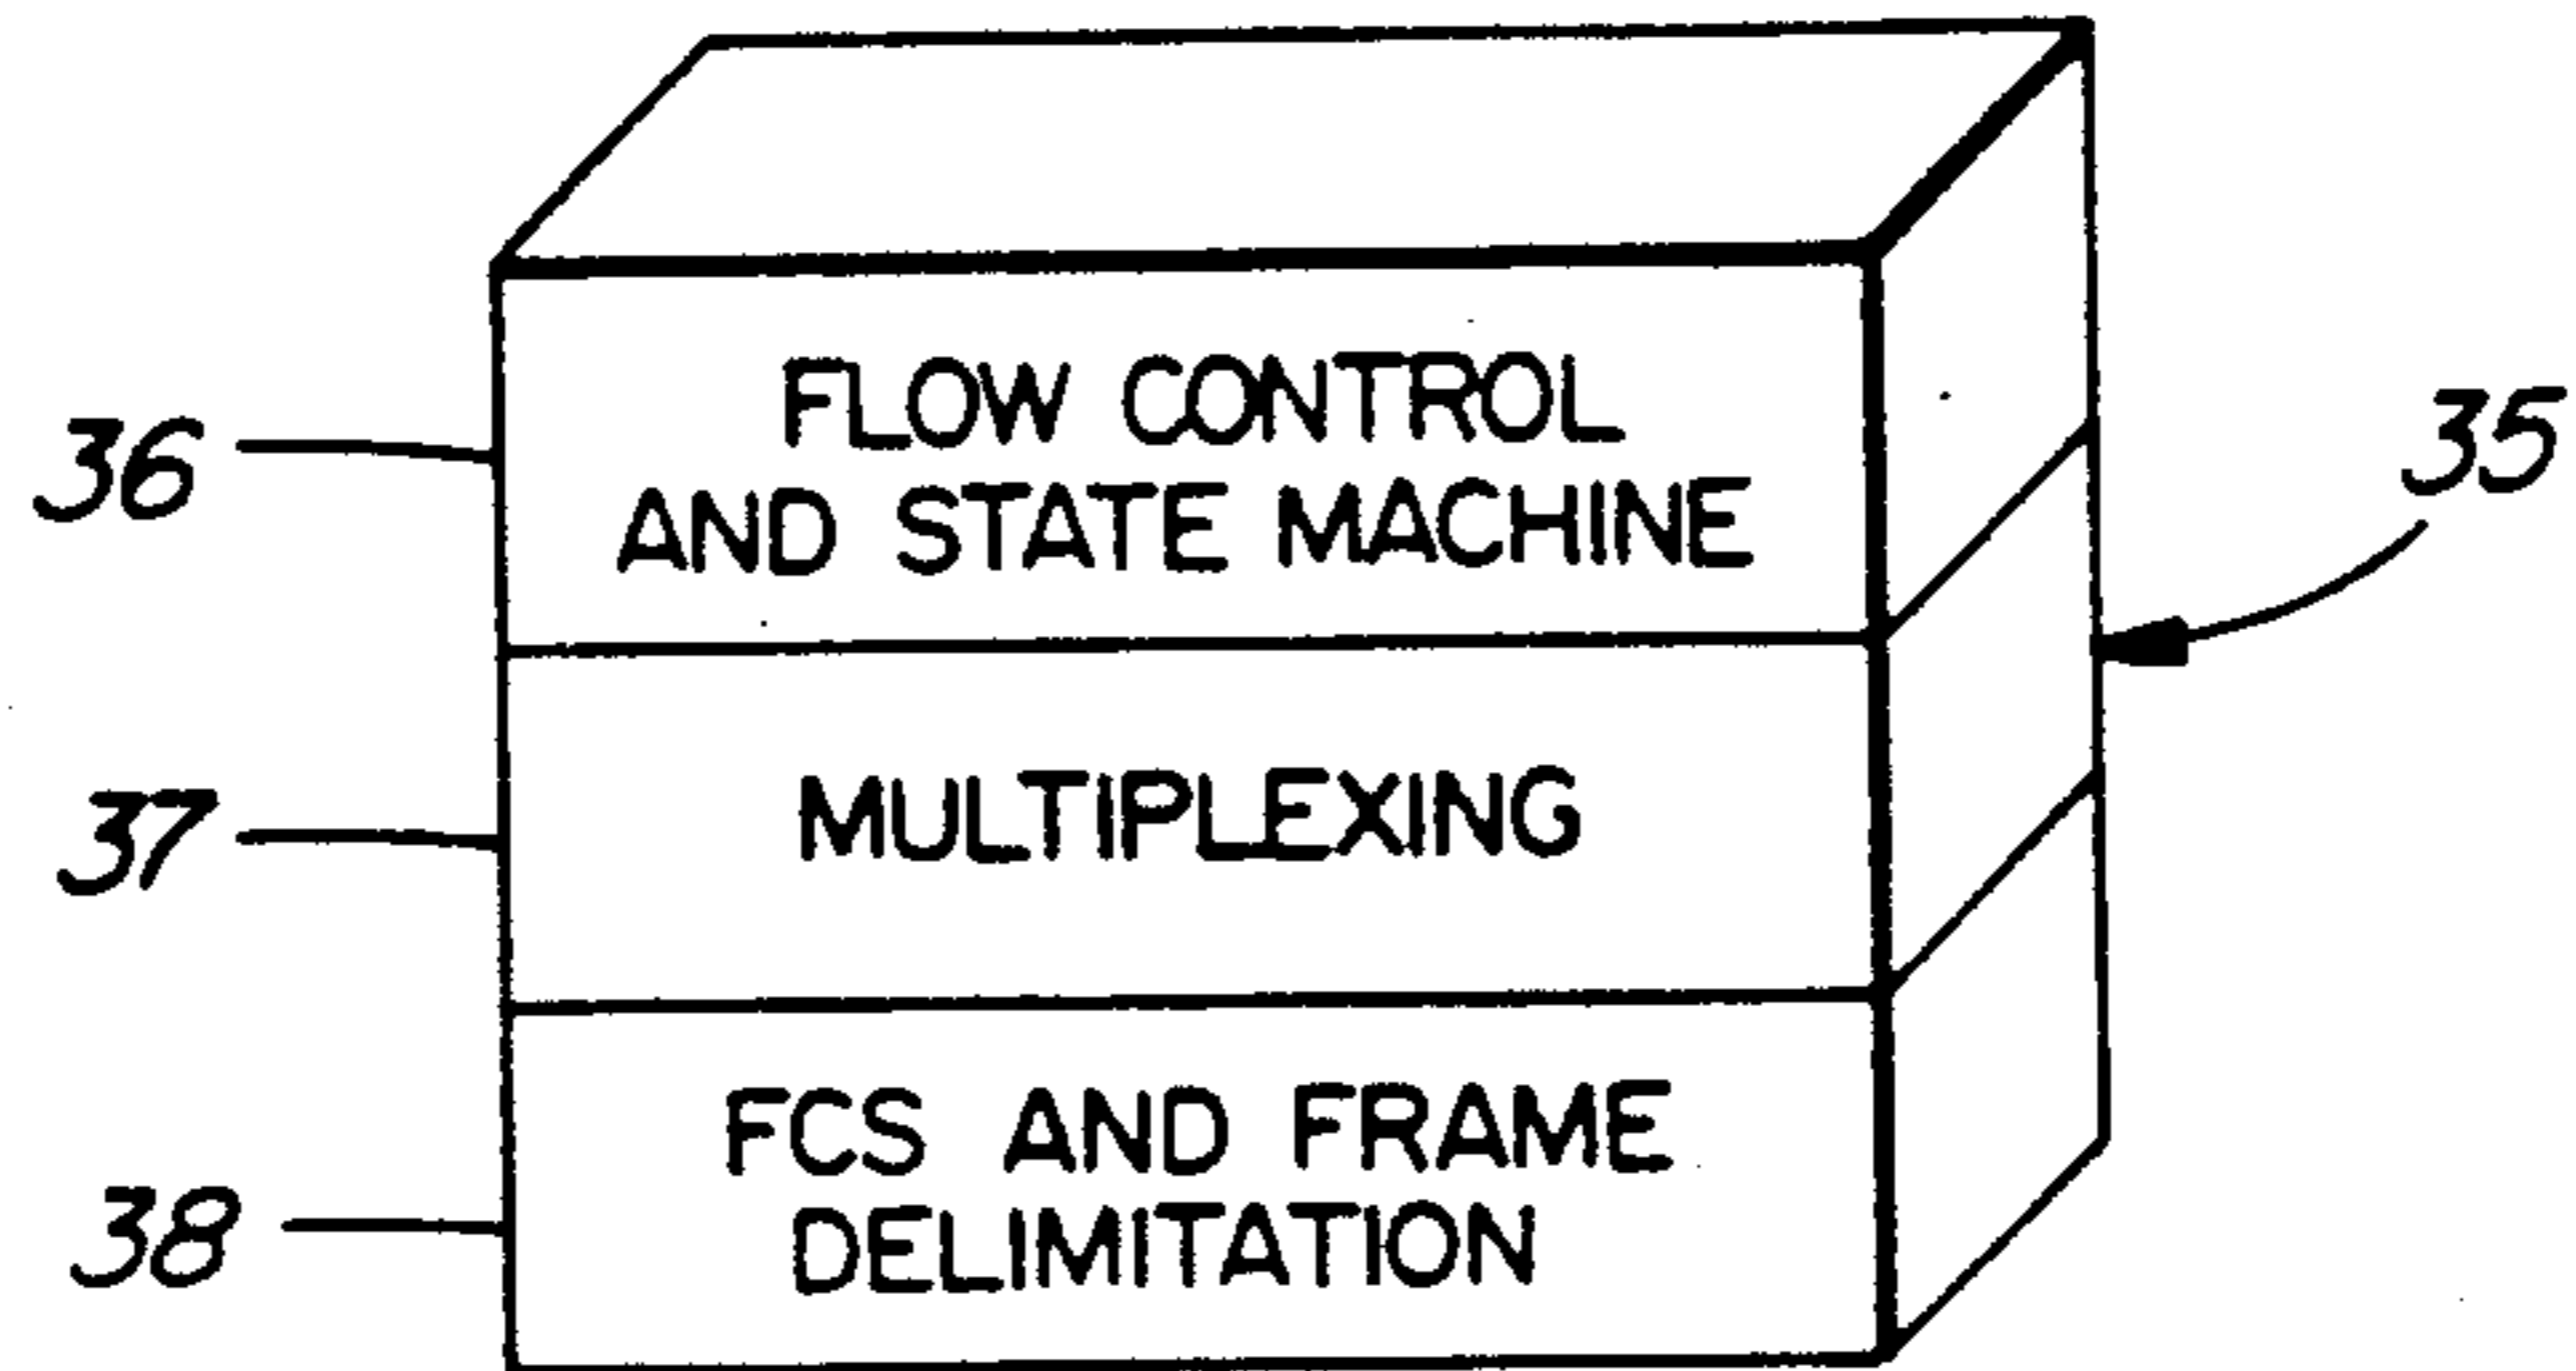 36
FLOW CONTROL
AND STATE MACHINE
35
37
MULTIPLEXING
38
FCS AND FRAME
DELIMITATION